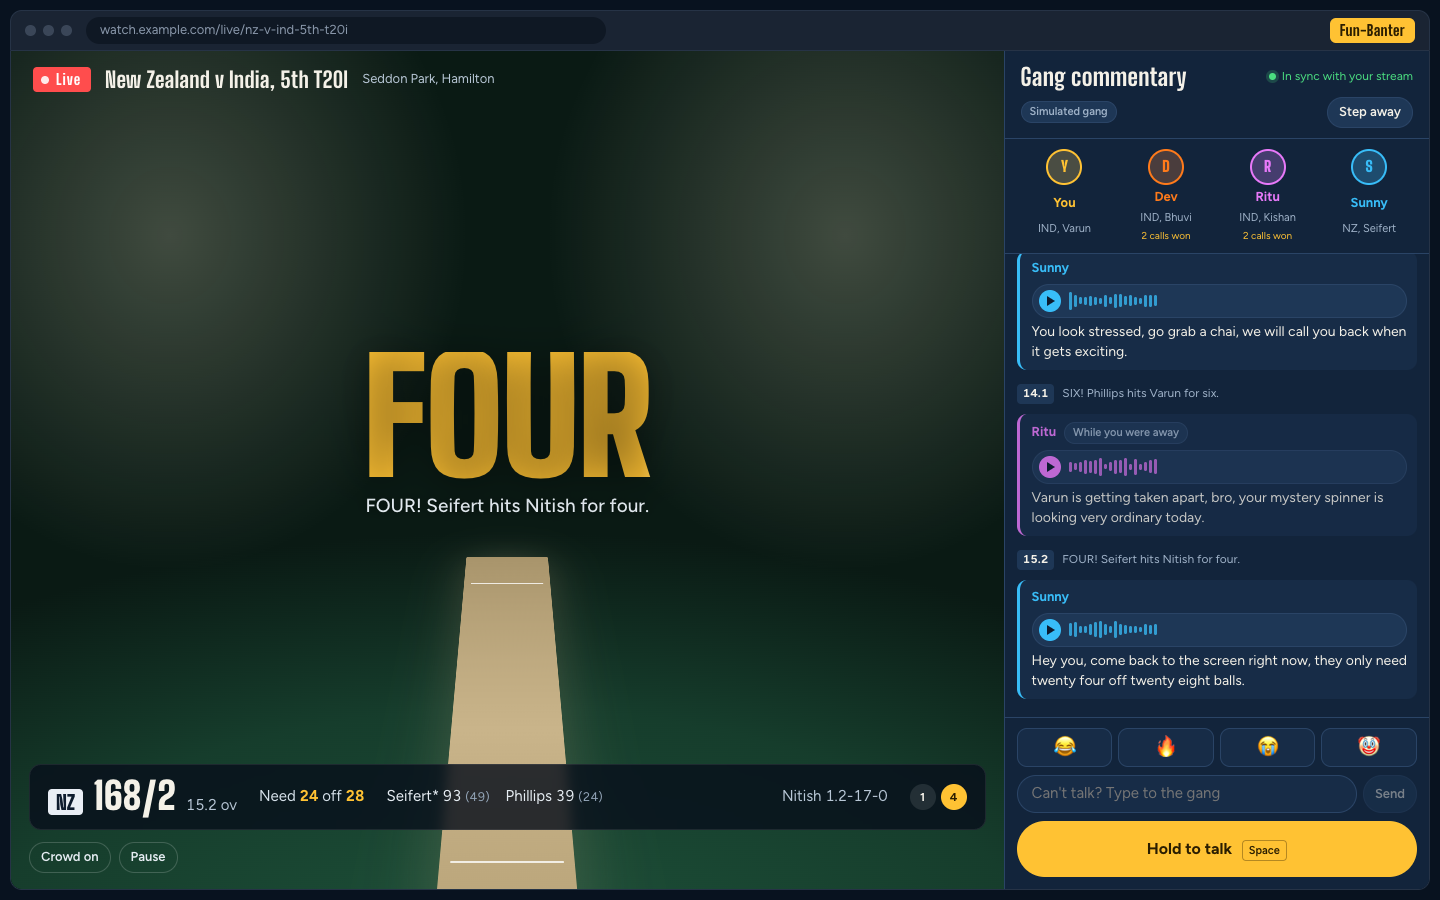 watch.example.com/live/nz-v-ind-5th-t20i
Fun-Banter
Live
New Zealand v India, 5th T20I
Seddon Park, Hamilton
FOUR
FOUR! Seifert hits Nitish for four.
NZ 168/2 15.2 ov
Need 24 off 28
Seifert* 93 (49)
Phillips 39 (24)
Nitish 1.2-17-0
1
4
Crowd on
Pause
Gang commentary
In sync with your stream
Simulated gang
Step away
Y
D
R
S
You
Dev
Ritu
Sunny
IND, Varun
IND, Bhuvi
IND, Kishan
NZ, Seifert
2 calls won
2 calls won
Sunny
You look stressed, go grab a chai, we will call you back when
it gets exciting.
14.1 SIX! Phillips hits Varun for six.
Ritu
While you were away
Varun is getting taken apart, bro, your mystery spinner is
looking very ordinary today.
15.2 FOUR! Seifert hits Nitish for four.
Sunny
Hey you, come back to the screen right now, they only need
twenty four off twenty eight balls.
Can't talk? Type to the gang
Send
Hold to talk
Space